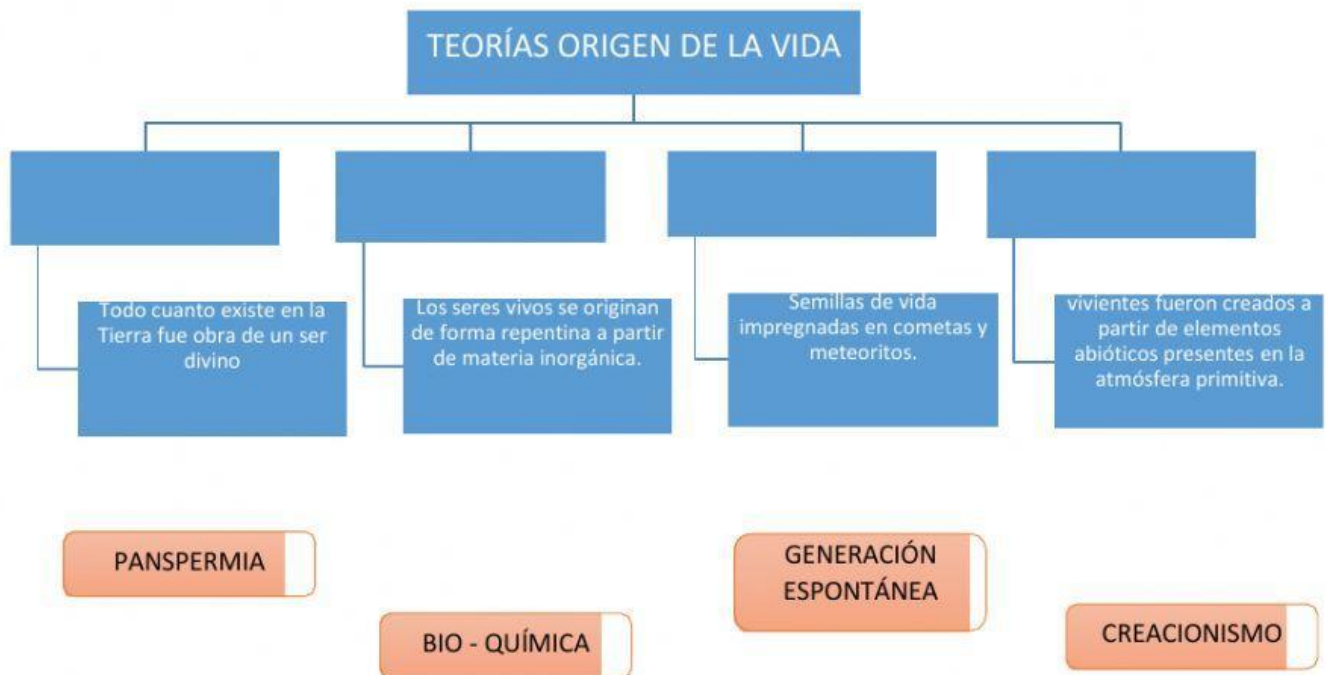 TEORÍAS ORIGEN DE LA VIDA
Todo cuanto existe en la
Tierra fue obra de un ser
divino
Los seres vivos se originan
de forma repentina a partir
de materia inorgánica.
Semillas de vida
impregnadas en cometas y
meteoritos.
vivientes fueron creados a
partir de elementos
abióticos presentes en la
atmósfera primitiva.
PANSPERMIA
GENERACIÓN
ESPONTÁNEA
BIO - QUÍMICA
CREACIONISMO